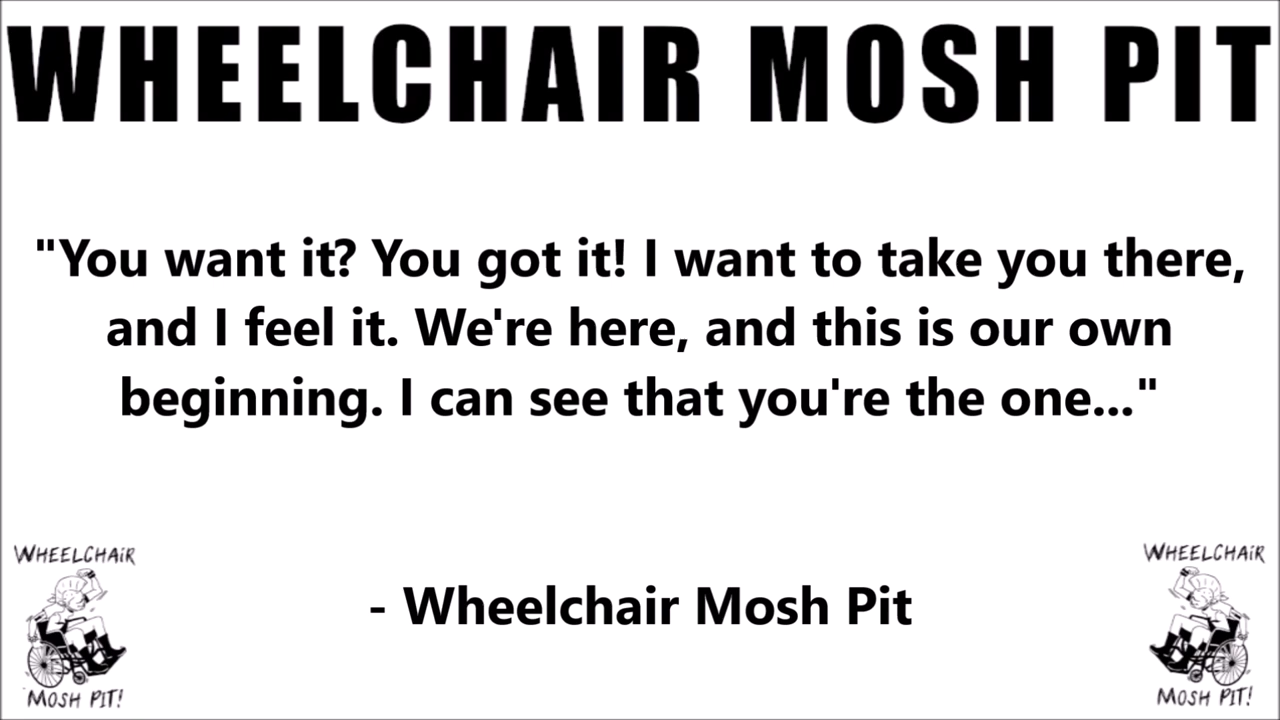 WHEELCHAIR MOSH PIT
"You want it? You got it! I want to take you there,
and I feel it. We're here, and this is our own
beginning. I can see that you're the one..."
WHEELCHAiR
MOSH PIT!
- Wheelchair Mosh Pit
WHEELCHAiR
MOSH PIT!